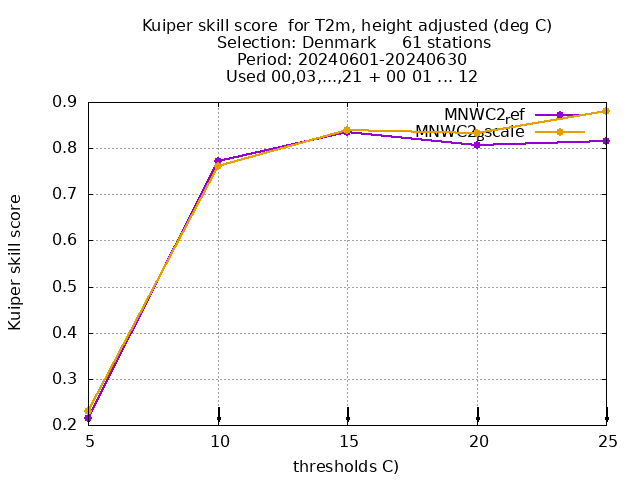 Kuiper skill score  for T2m, height adjusted (deg C)
Selection: Denmark     61 stations
Period: 20240601-20240630
Used 00,03,...,21 + 00 01 ... 12
MNWC2ref
MNWC2pscale
0.9
0.8
0.7
0.6
0.5
0.4
0.3
0.2
Kuiper skill score
5
10
15
20
25
thresholds C)